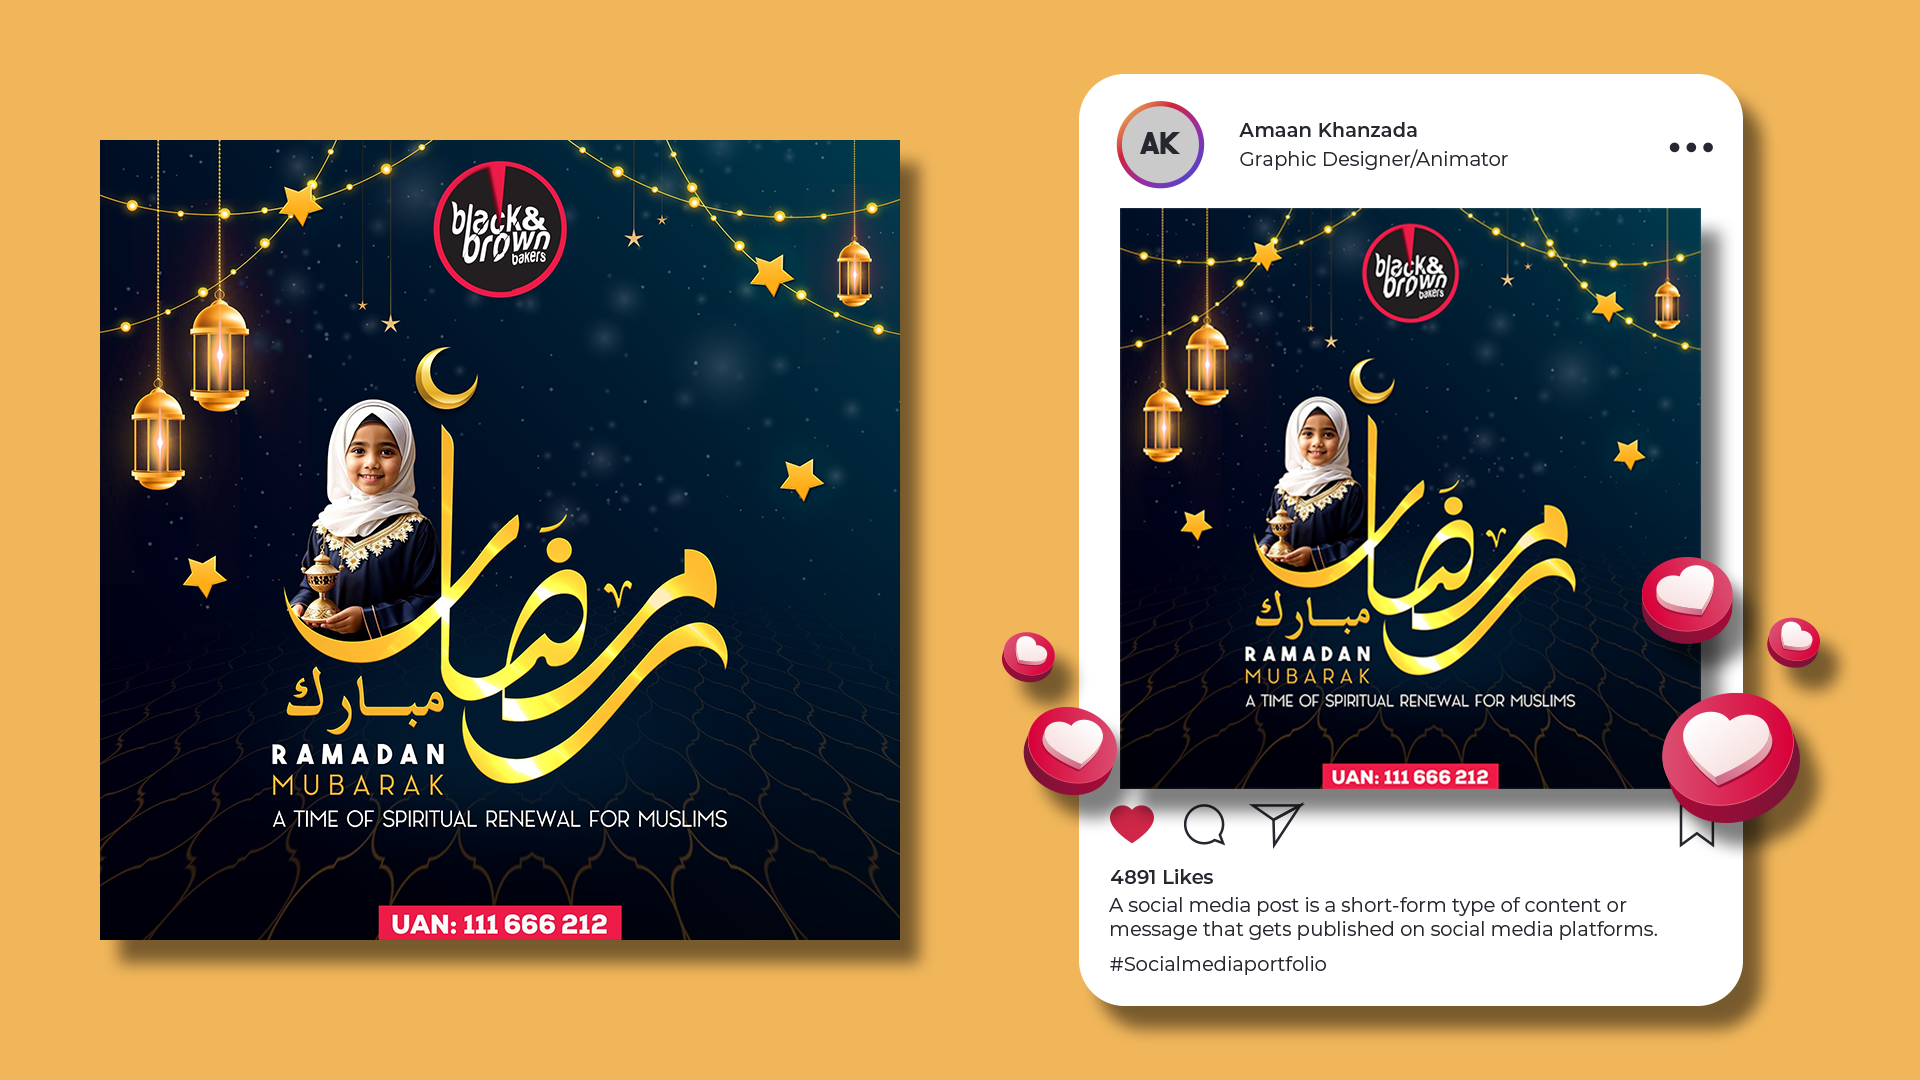 black&
brown
bakers
رمضان
مبارك
RAMADAN
MUBARAK
A TIME OF SPIRITUAL RENEWAL FOR MUSLIMS
UAN: 111 666 212
AK
Amaan Khanzada
Graphic Designer/Animator
black&
brown
bakers
رمضان
مبارك
RAMADAN
MUBARAK
A TIME OF SPIRITUAL RENEWAL FOR MUSLIMS
UAN: 111 666 212
4891 Likes
A social media post is a short-form type of content or
message that gets published on social media platforms.
#Socialmediaportfolio